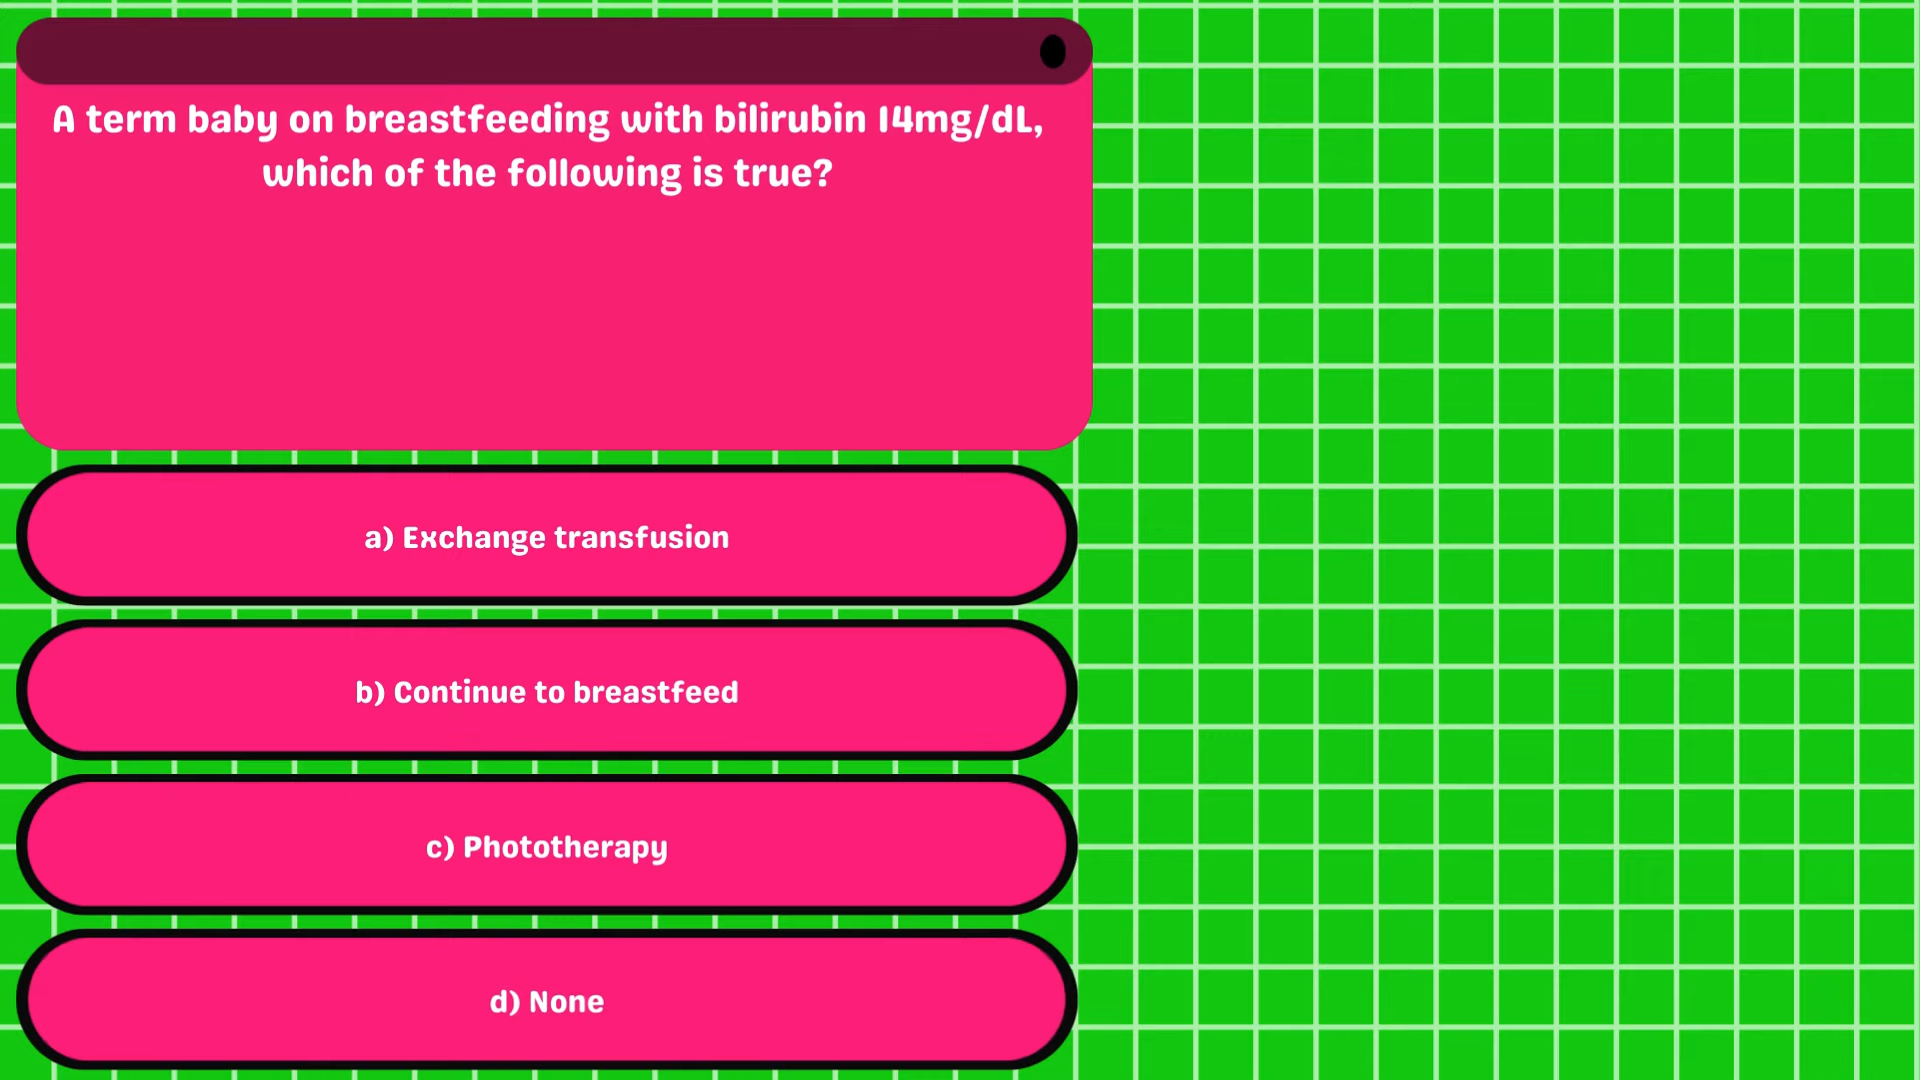 A term baby on breastfeeding with bilirubin 14mg/dL,
which of the following is true?
a) Exchange transfusion
b) Continue to breastfeed
c) Phototherapy
d) None